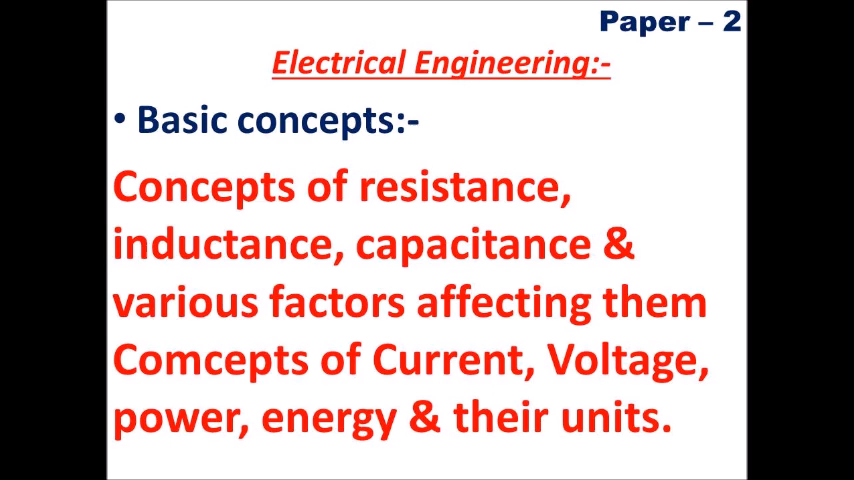 Paper – 2
Electrical Engineering:-
• Basic concepts:-
Concepts of resistance,
inductance, capacitance &
various factors affecting them
Comcepts of Current, Voltage,
power, energy & their units.